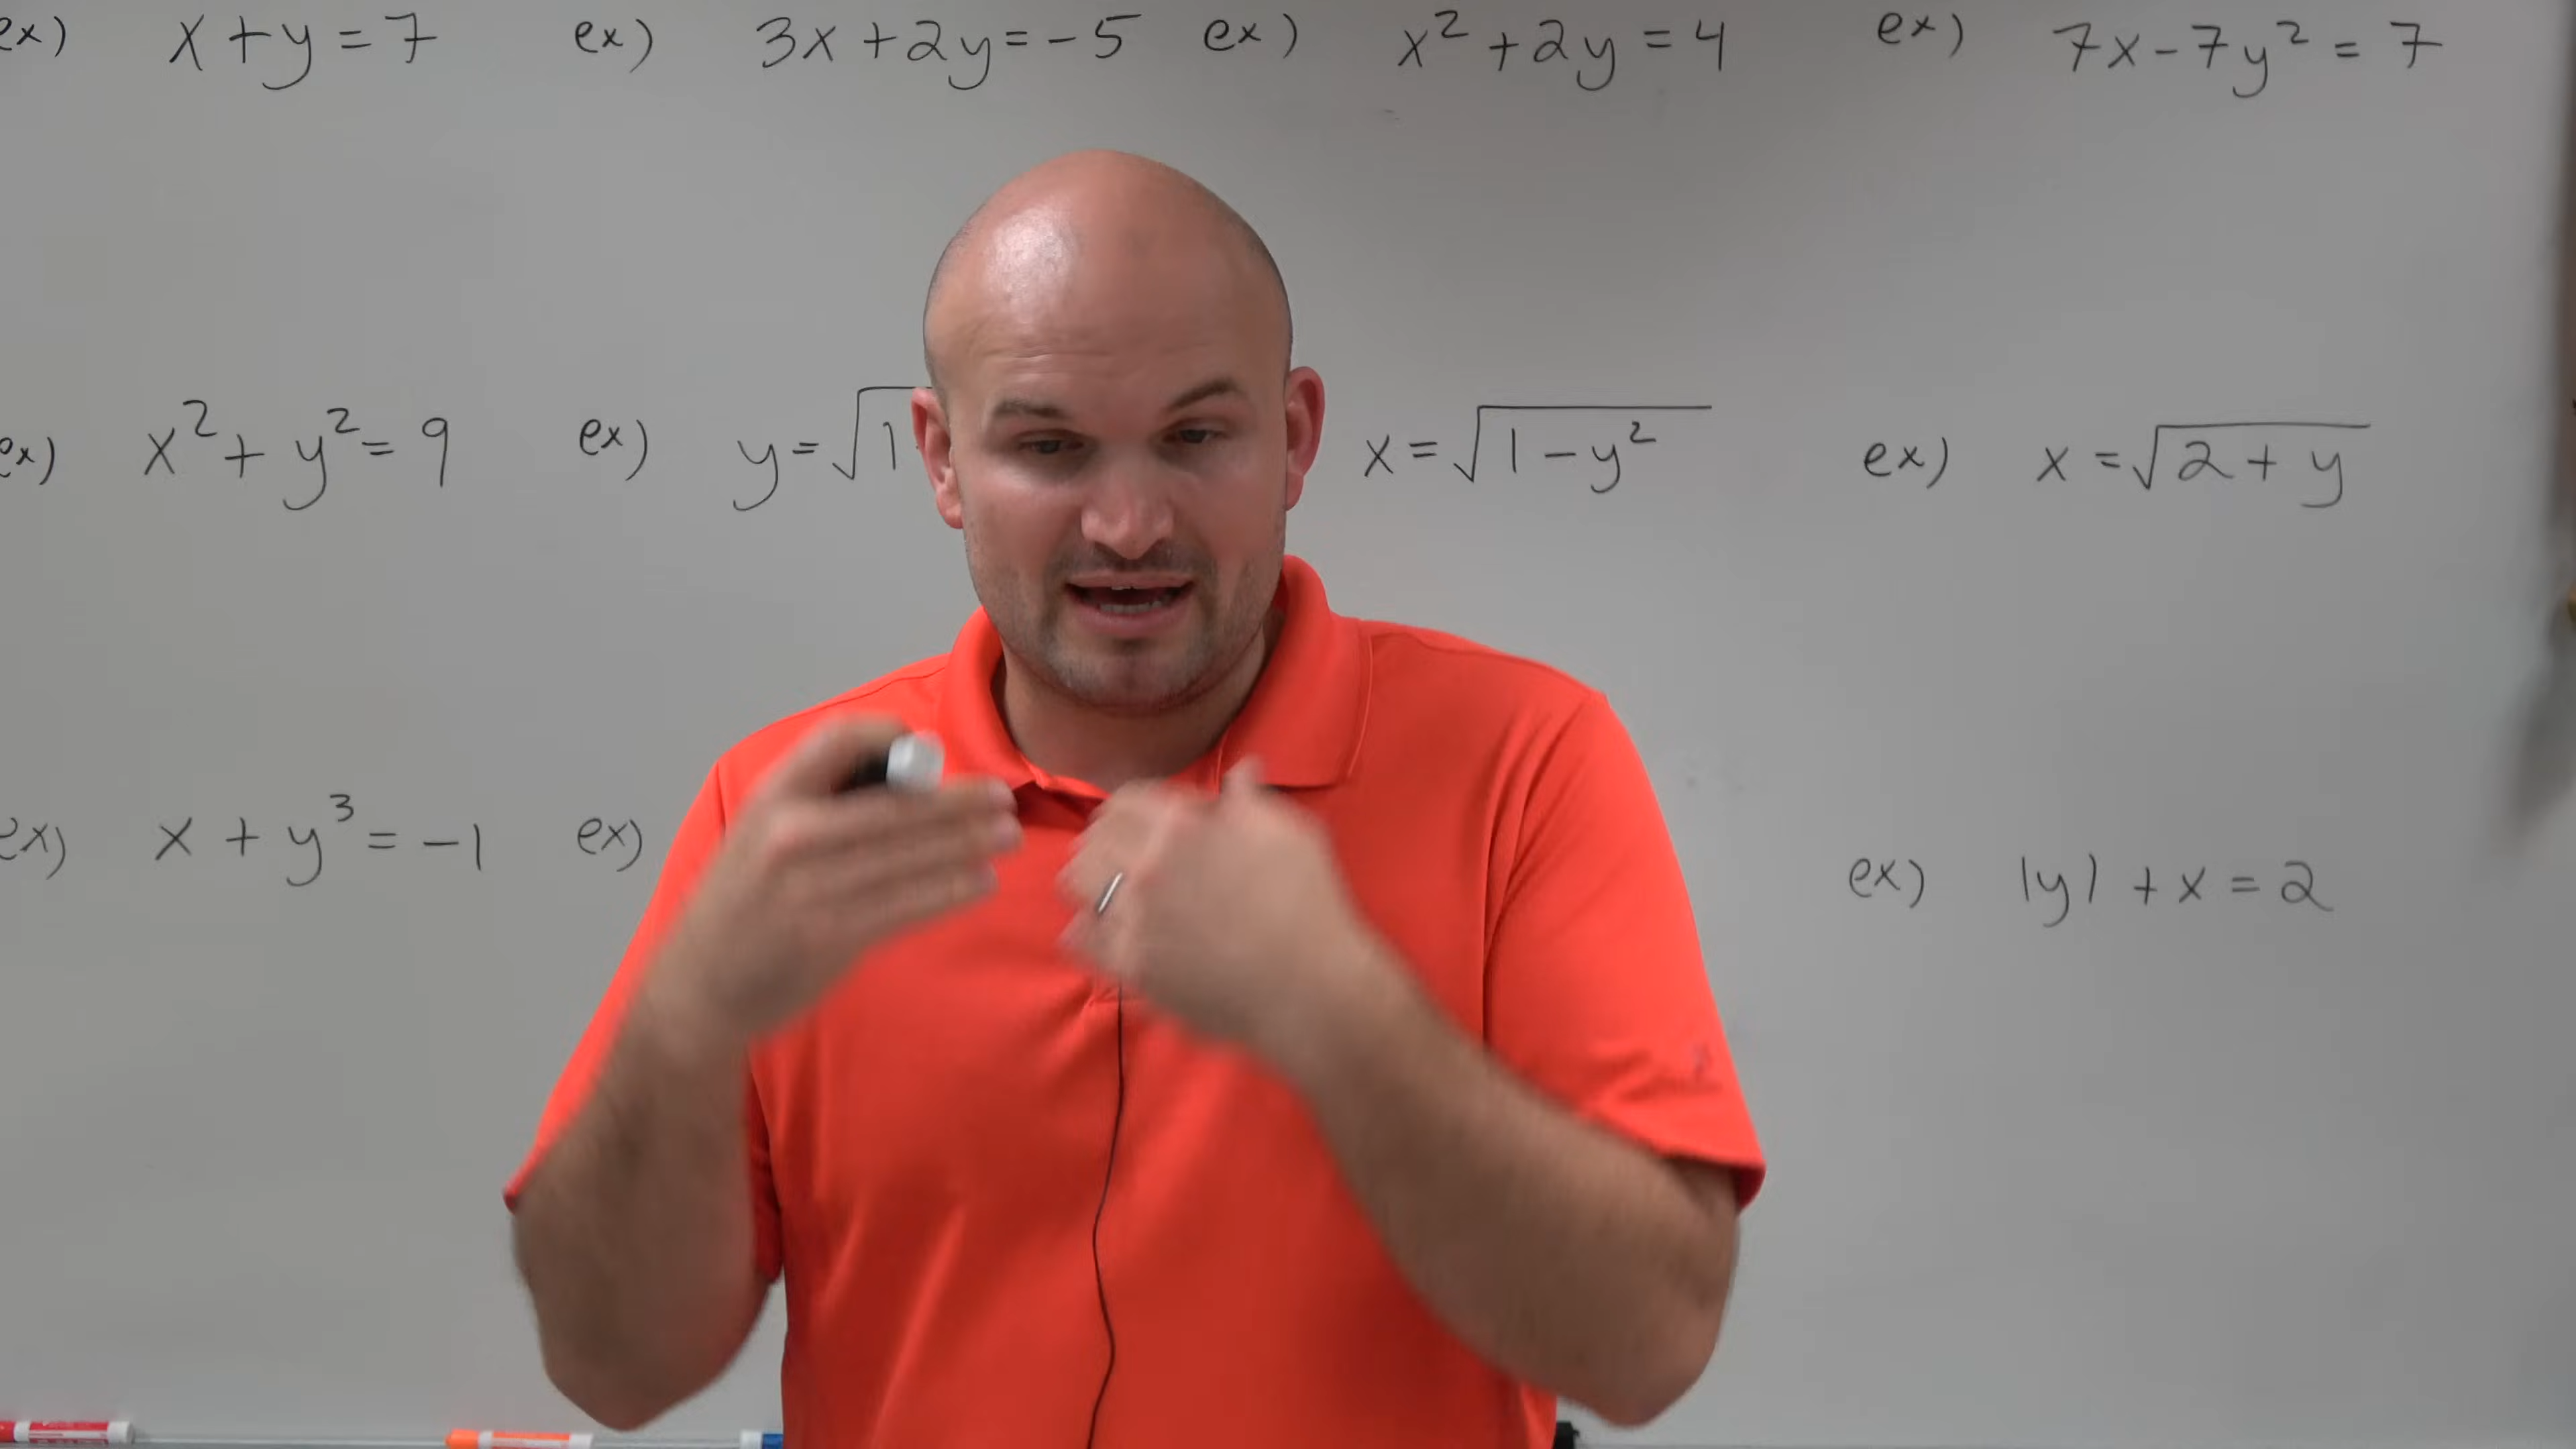 ex) x+y=7 ex) 3x+2y=-5 ex) x²+2y=4 ex) 7x-7y²=7
ex) x²+y²=9 ex) y=√1 x=√1-y² ex) x=√2+y
ex) x+y³=-1 ex) ex) |y|+x=2